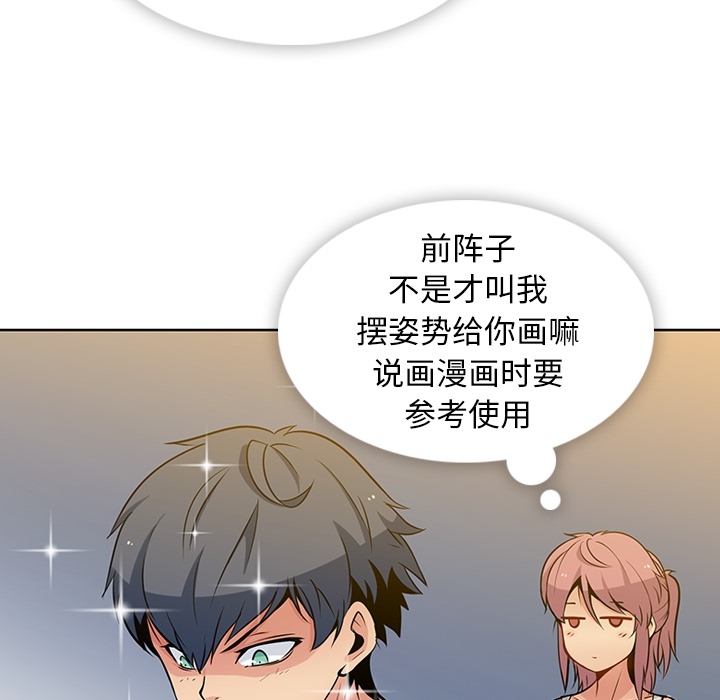 前阵子
不是才叫我
摆姿势给你画嘛
说画漫画时要
参考使用